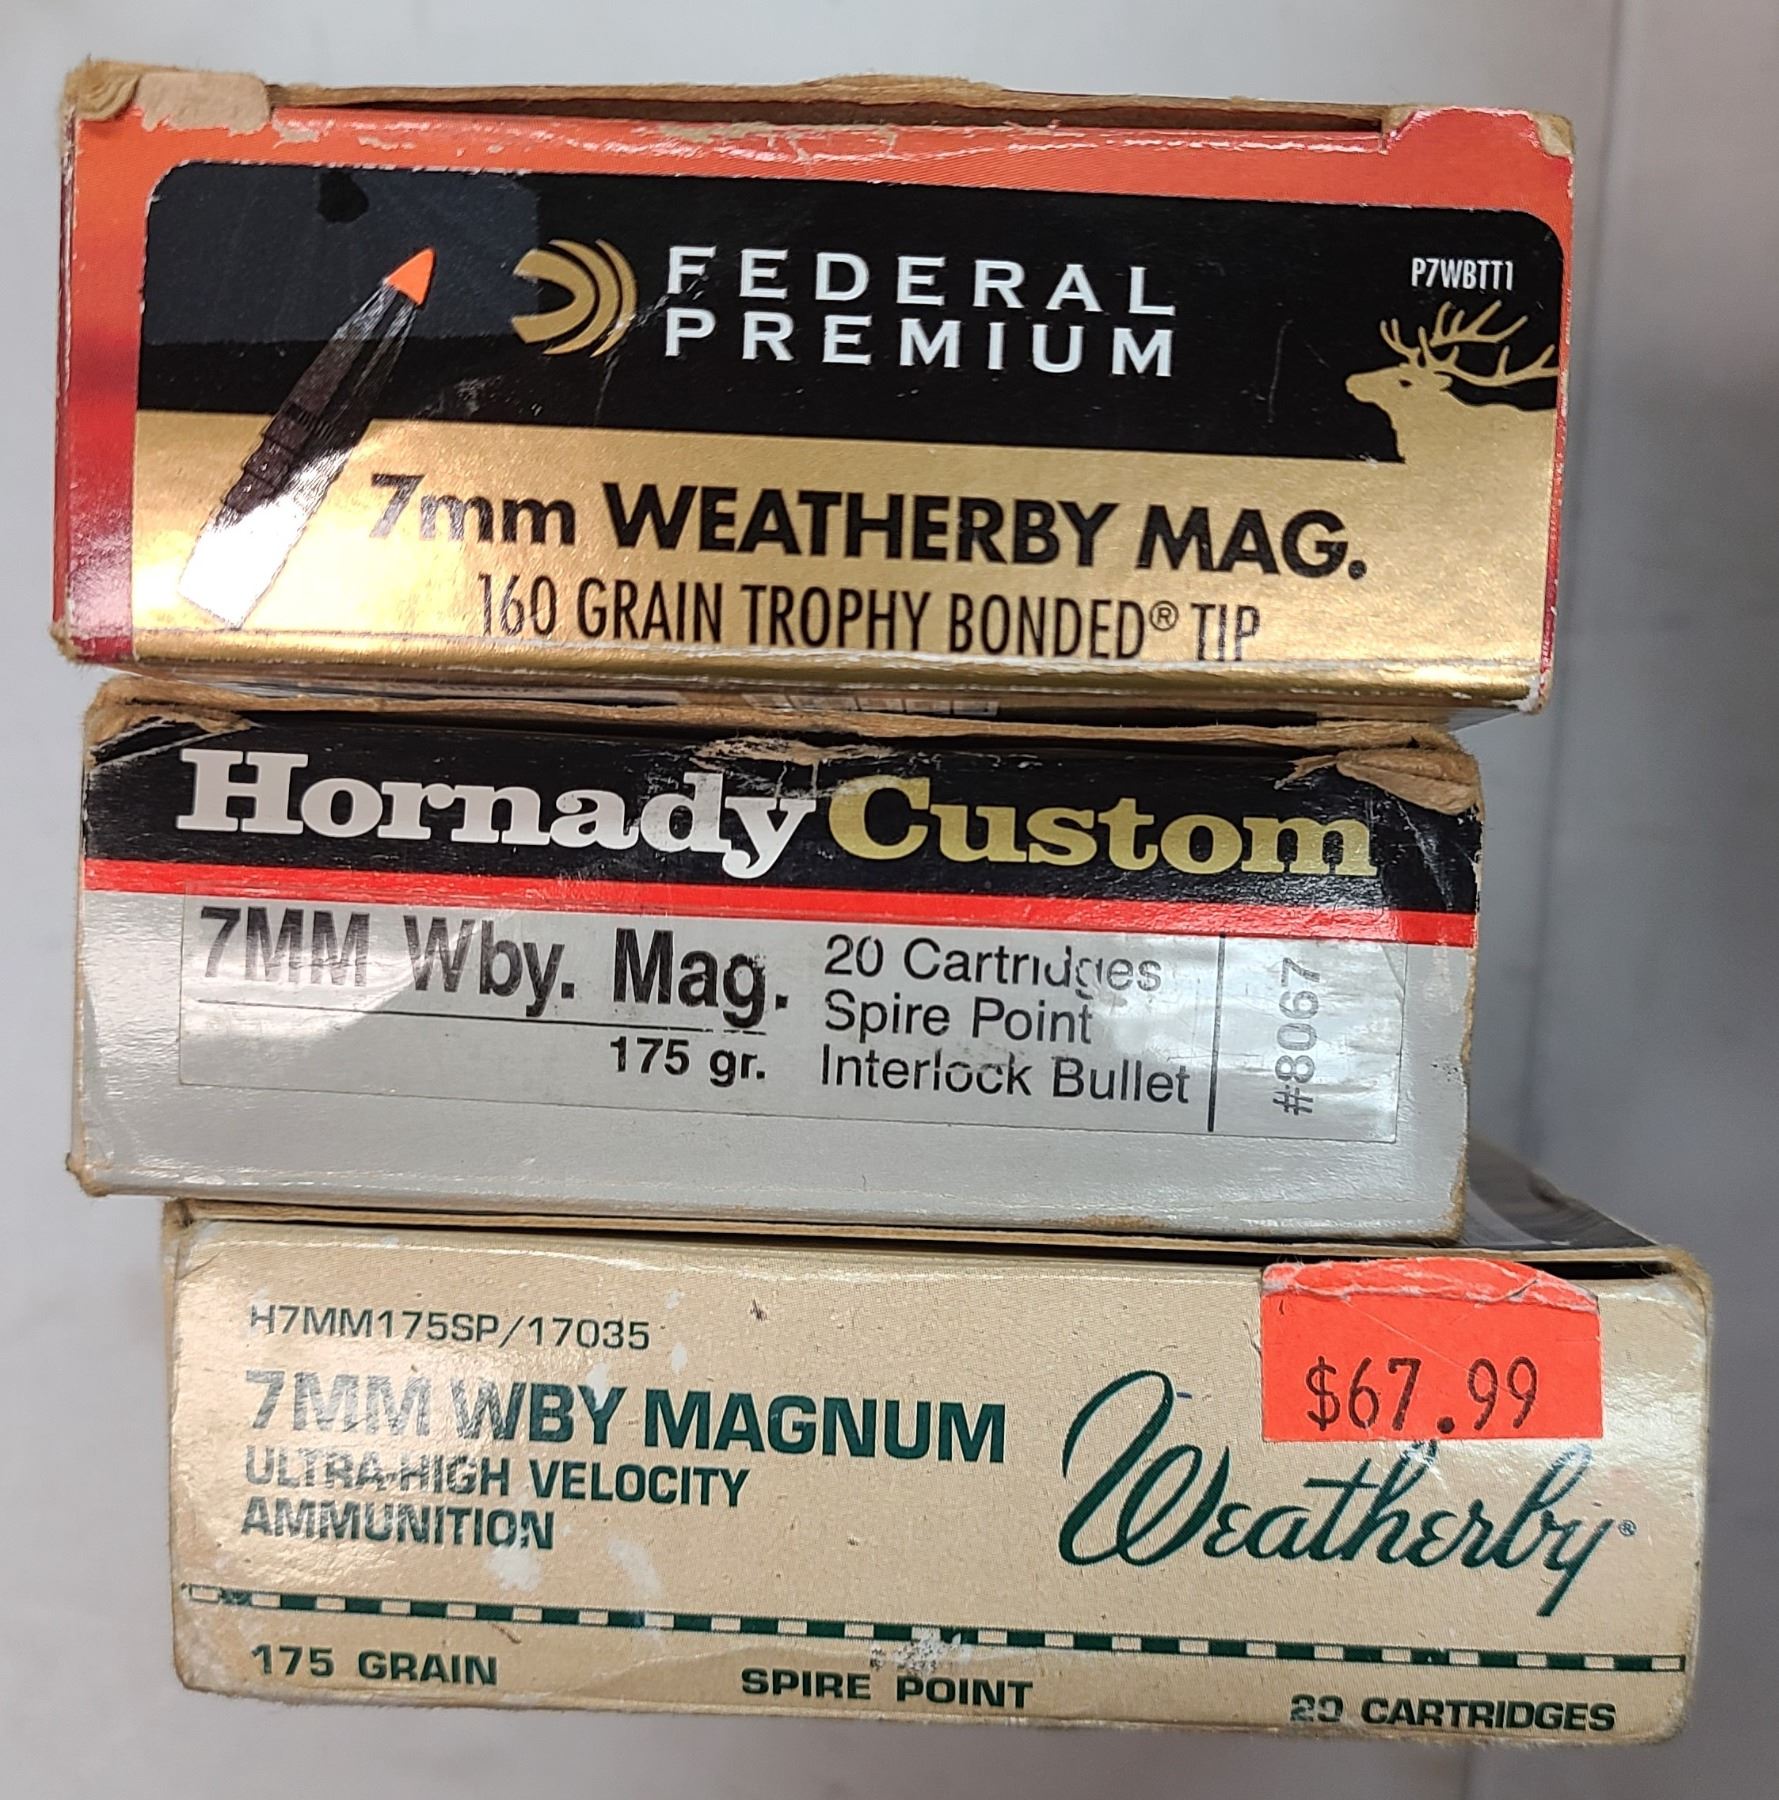 FEDERAL
PREMIUM
P7WBTT1
7mm WEATHERBY MAG.
160 GRAIN TROPHY BONDED® TIP
Hornady Custom
7MM Wby. Mag.
175 gr.
20 Cartridges
Spire Point
Interlock Bullet
#8067
H7MM175SP/17035
7MM WBY MAGNUM
ULTRA-HIGH VELOCITY
AMMUNITION
$67.99
Weatherby®
175 GRAIN SPIRE POINT 20 CARTRIDGES